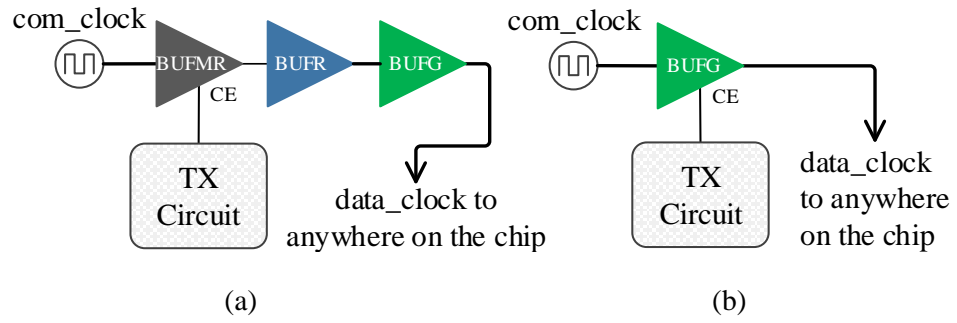 com_clock
BUFMR
BUFR
BUFG
CE
TX
Circuit
data_clock to
anywhere on the chip
(a)
com_clock
BUFG
CE
TX
Circuit
data_clock
to anywhere
on the chip
(b)